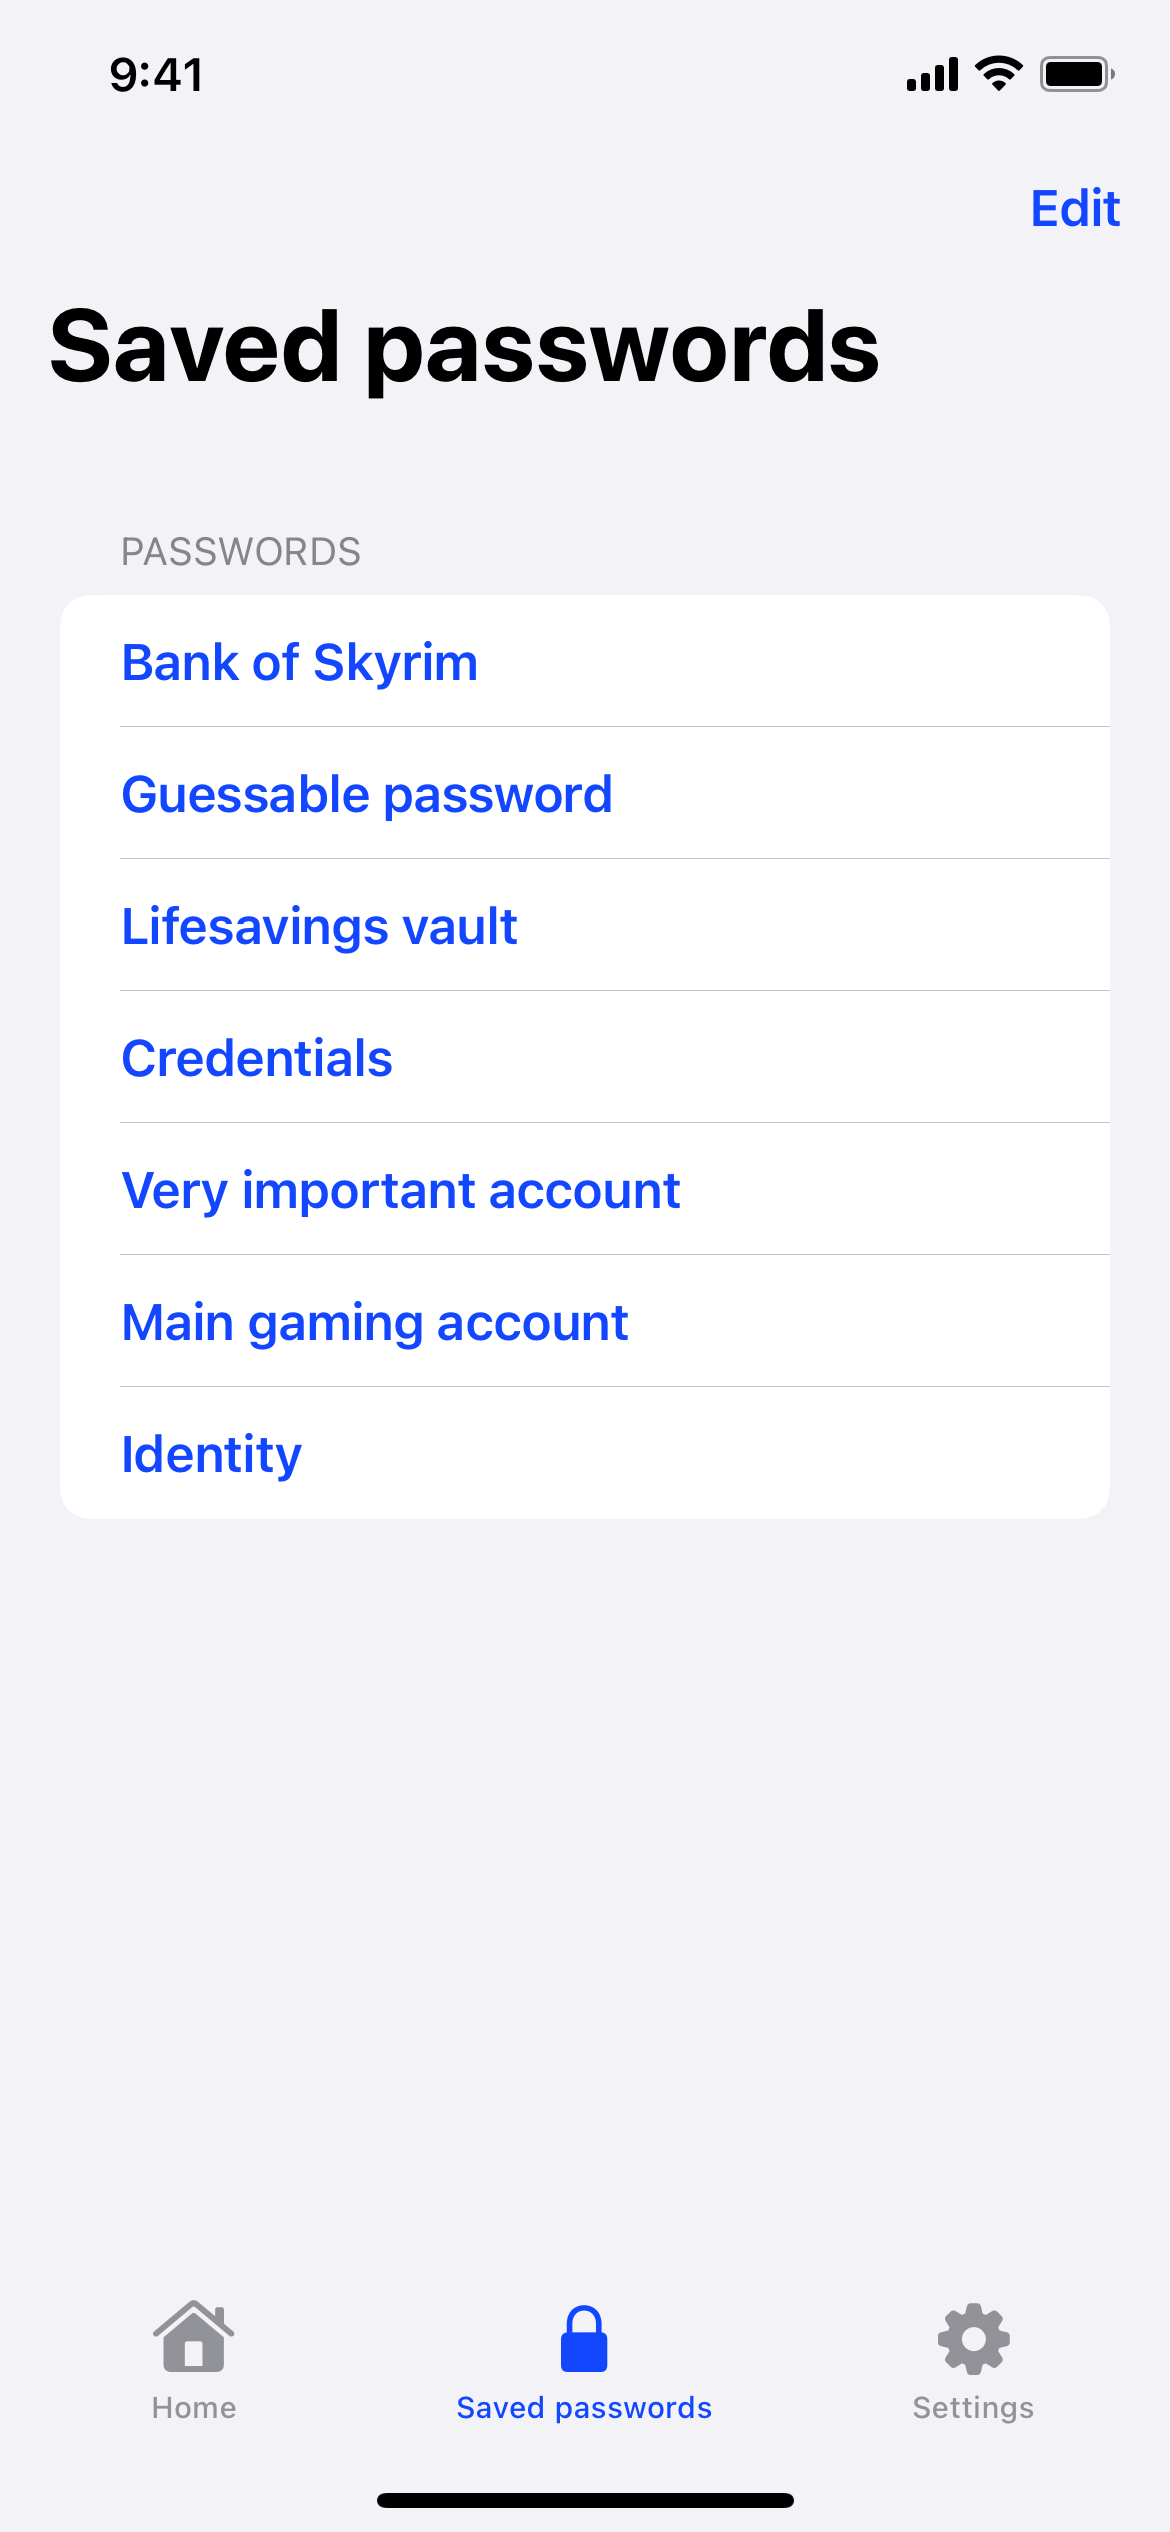 9:41
Edit
Saved passwords
PASSWORDS
Bank of Skyrim
Guessable password
Lifesavings vault
Credentials
Very important account
Main gaming account
Identity
Home
Saved passwords
Settings